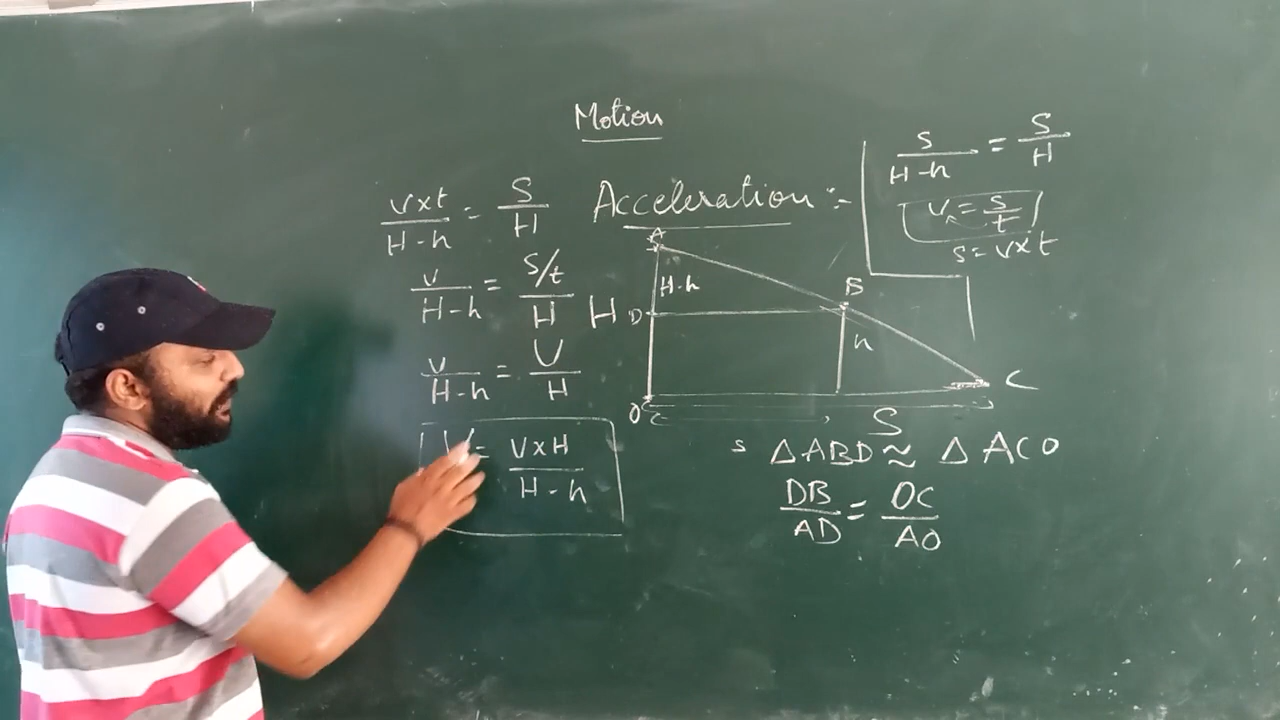 Motion
Acceleration :-
v×t/H-h = S/H
v/H-h = S/t/H
v/H-h = V/H
V = V×H/H-h
A
H-h
H
D
B
h
O
C
S
s/H-h = S/H
v = s/t
s = v×t
s ΔABD ≈ ΔACO
DB/AD = OC/AO